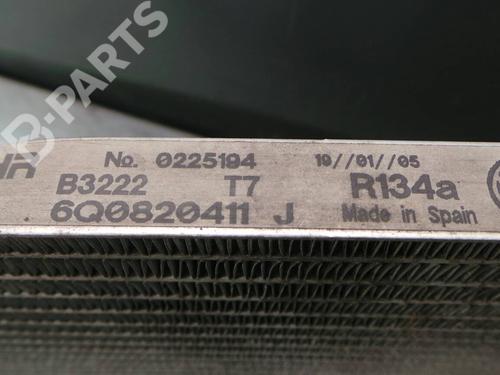 B-PARTS
No. 0225194 19//01//05
B3222 T7 R134a
6Q0820411 J Made in Spain